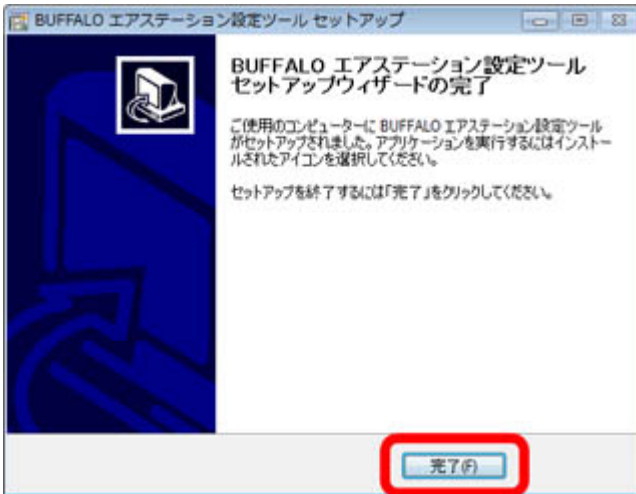 BUFFALO エアステーション設定ツール セットアップ
BUFFALO エアステーション設定ツール
セットアップウィザードの完了
ご使用のコンピューターに BUFFALO エアステーション設定ツール
がセットアップされました。アプリケーションを実行するにはインストー
ルされたアイコンを選択してください。
セットアップを終了するには「完了」をクリックしてください。
完了(F)